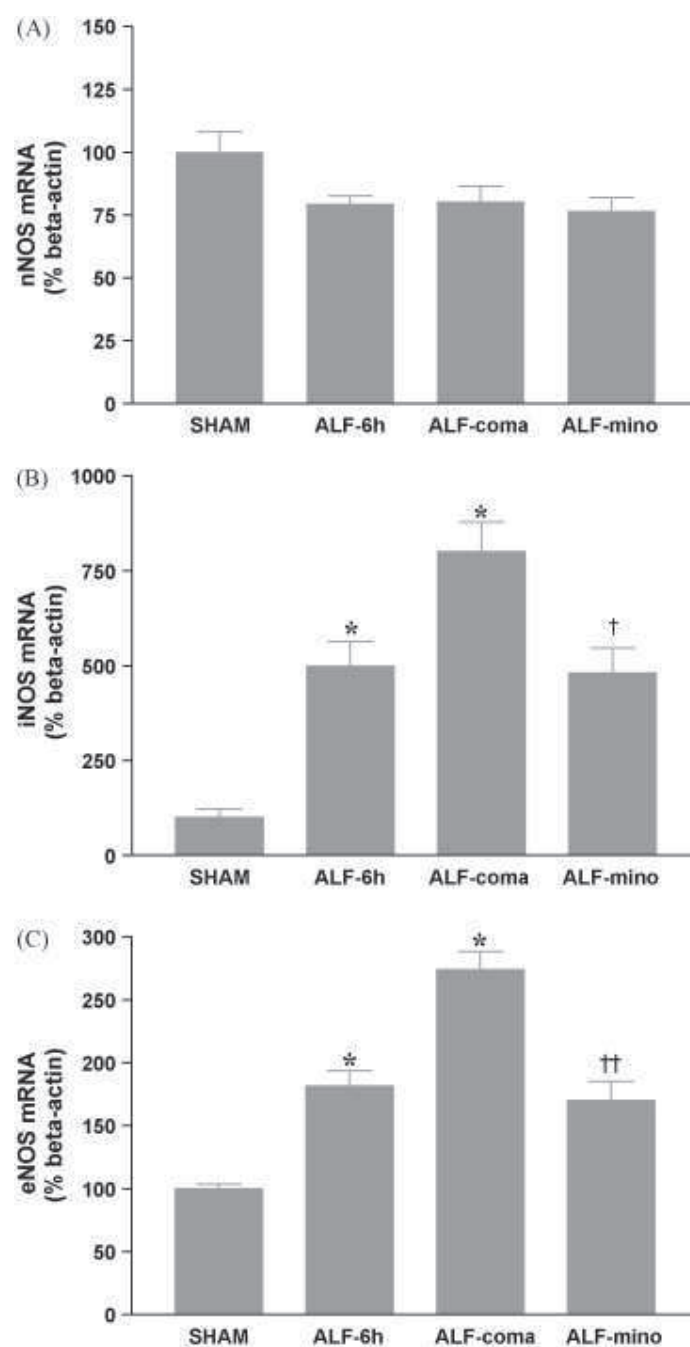 (A)
nNOS mRNA
(% beta-actin)
150
125
100
75
50
25
0
SHAM ALF-6h ALF-coma ALF-mino
(B)
iNOS mRNA
(% beta-actin)
1000
750
500
250
0
*
*
†
SHAM ALF-6h ALF-coma ALF-mino
(C)
eNOS mRNA
(% beta-actin)
300
250
200
150
100
50
0
*
*
††
SHAM ALF-6h ALF-coma ALF-mino